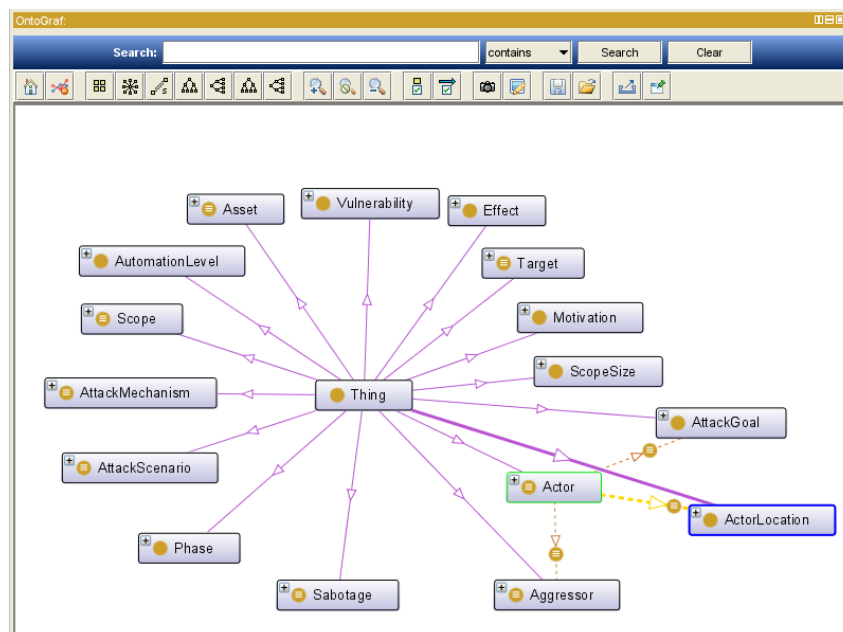 OntoGraf:
Search: contains Search Clear
Asset
Vulnerability
Effect
AutomationLevel
Target
Scope
Motivation
ScopeSize
AttackMechanism
Thing
AttackGoal
AttackScenario
Actor
ActorLocation
Phase
Sabotage
Aggressor